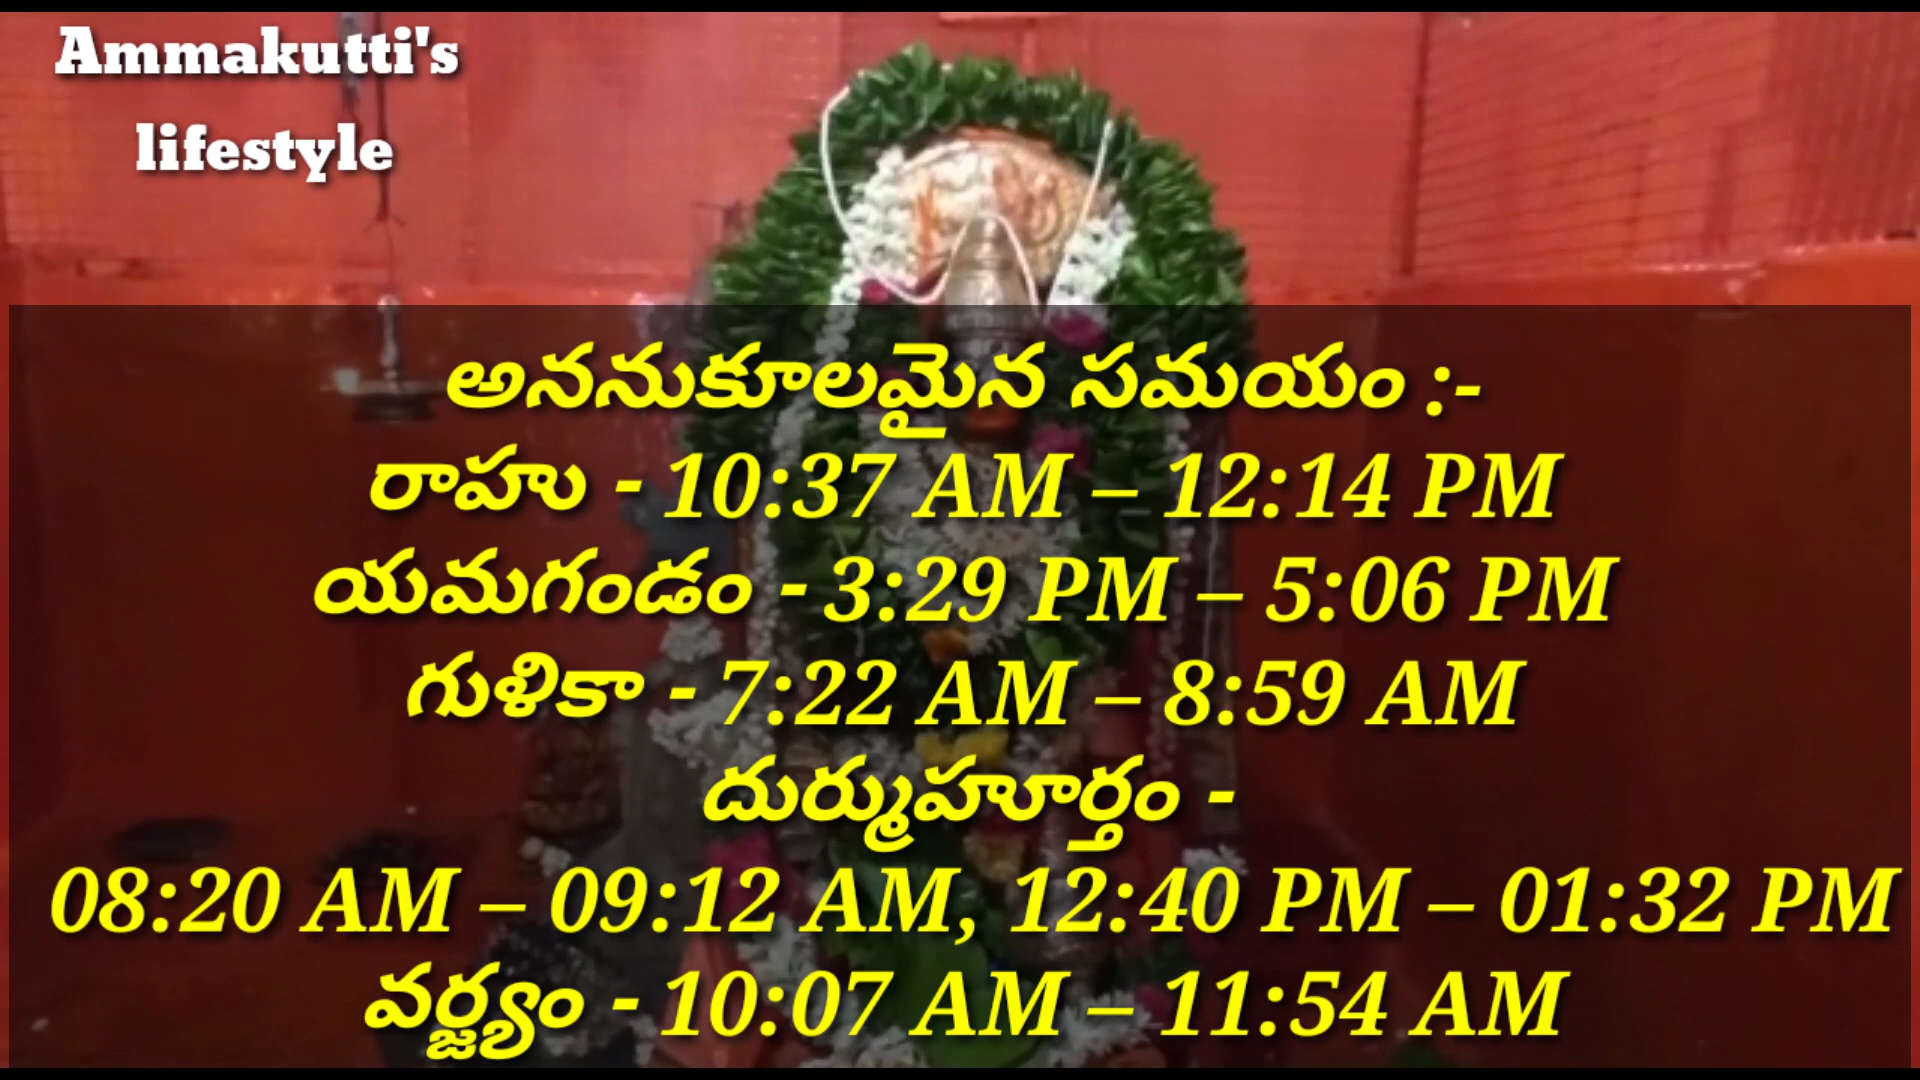 Ammakutti's
lifestyle
అననుకూలమైన సమయం :-
రాహు - 10:37 AM – 12:14 PM
యమగండం - 3:29 PM – 5:06 PM
గుళికా - 7:22 AM – 8:59 AM
దుర్ముహూర్తం -
08:20 AM – 09:12 AM, 12:40 PM – 01:32 PM
వర్జ్యం - 10:07 AM – 11:54 AM